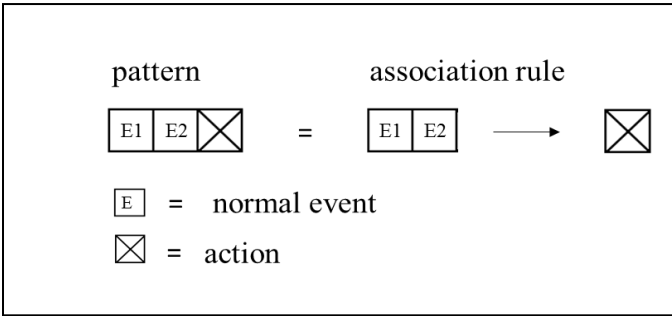 pattern association rule
E1 E2 = E1 E2
E = normal event
= action